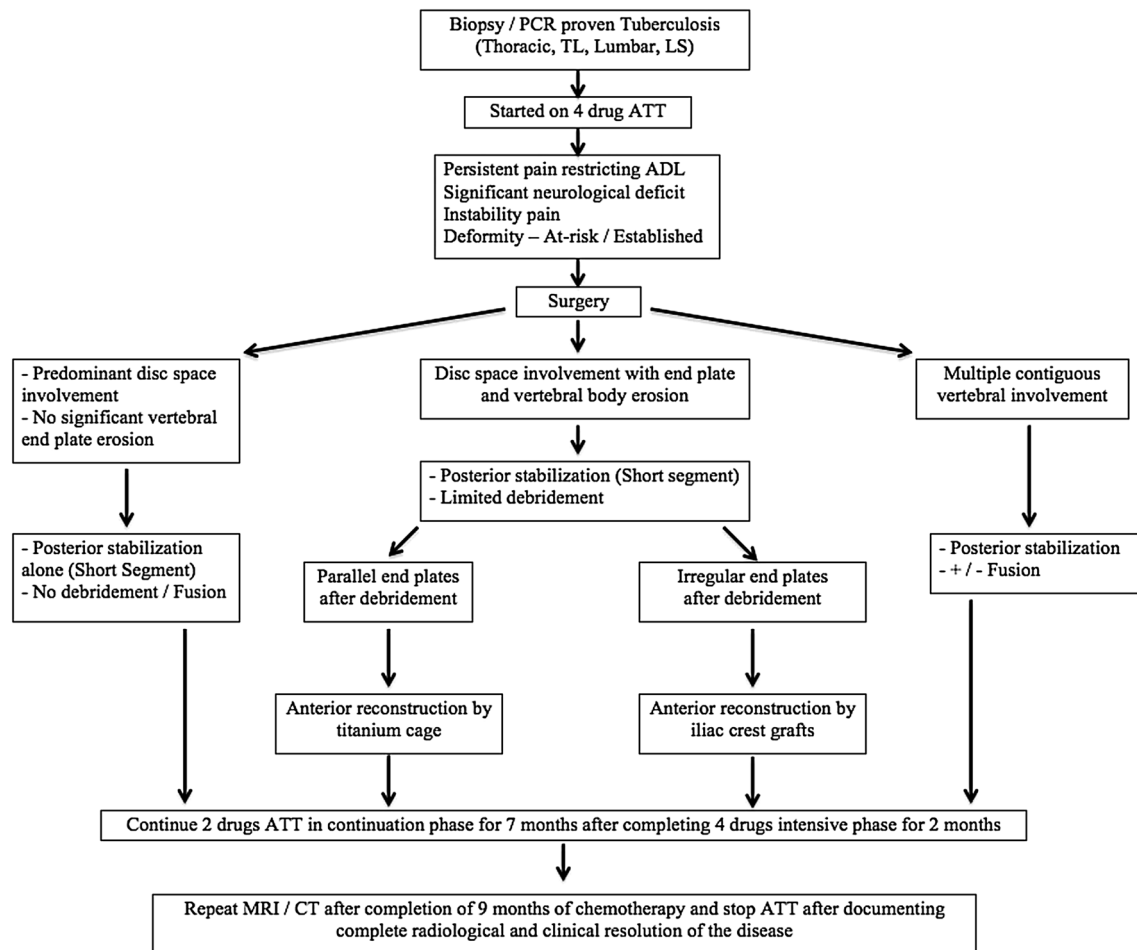 Biopsy / PCR proven Tuberculosis
(Thoracic, TL, Lumbar, LS)
Started on 4 drug ATT
Persistent pain restricting ADL
Significant neurological deficit
Instability pain
Deformity – At-risk / Established
Surgery
- Predominant disc space
involvement
- No significant vertebral
end plate erosion
Disc space involvement with end plate
and vertebral body erosion
Multiple contiguous
vertebral involvement
- Posterior stabilization (Short segment)
- Limited debridement
- Posterior stabilization
alone (Short Segment)
- No debridement / Fusion
Parallel end plates
after debridement
Irregular end plates
after debridement
- Posterior stabilization
- + / - Fusion
Anterior reconstruction by
titanium cage
Anterior reconstruction by
iliac crest grafts
Continue 2 drugs ATT in continuation phase for 7 months after completing 4 drugs intensive phase for 2 months
Repeat MRI / CT after completion of 9 months of chemotherapy and stop ATT after documenting
complete radiological and clinical resolution of the disease